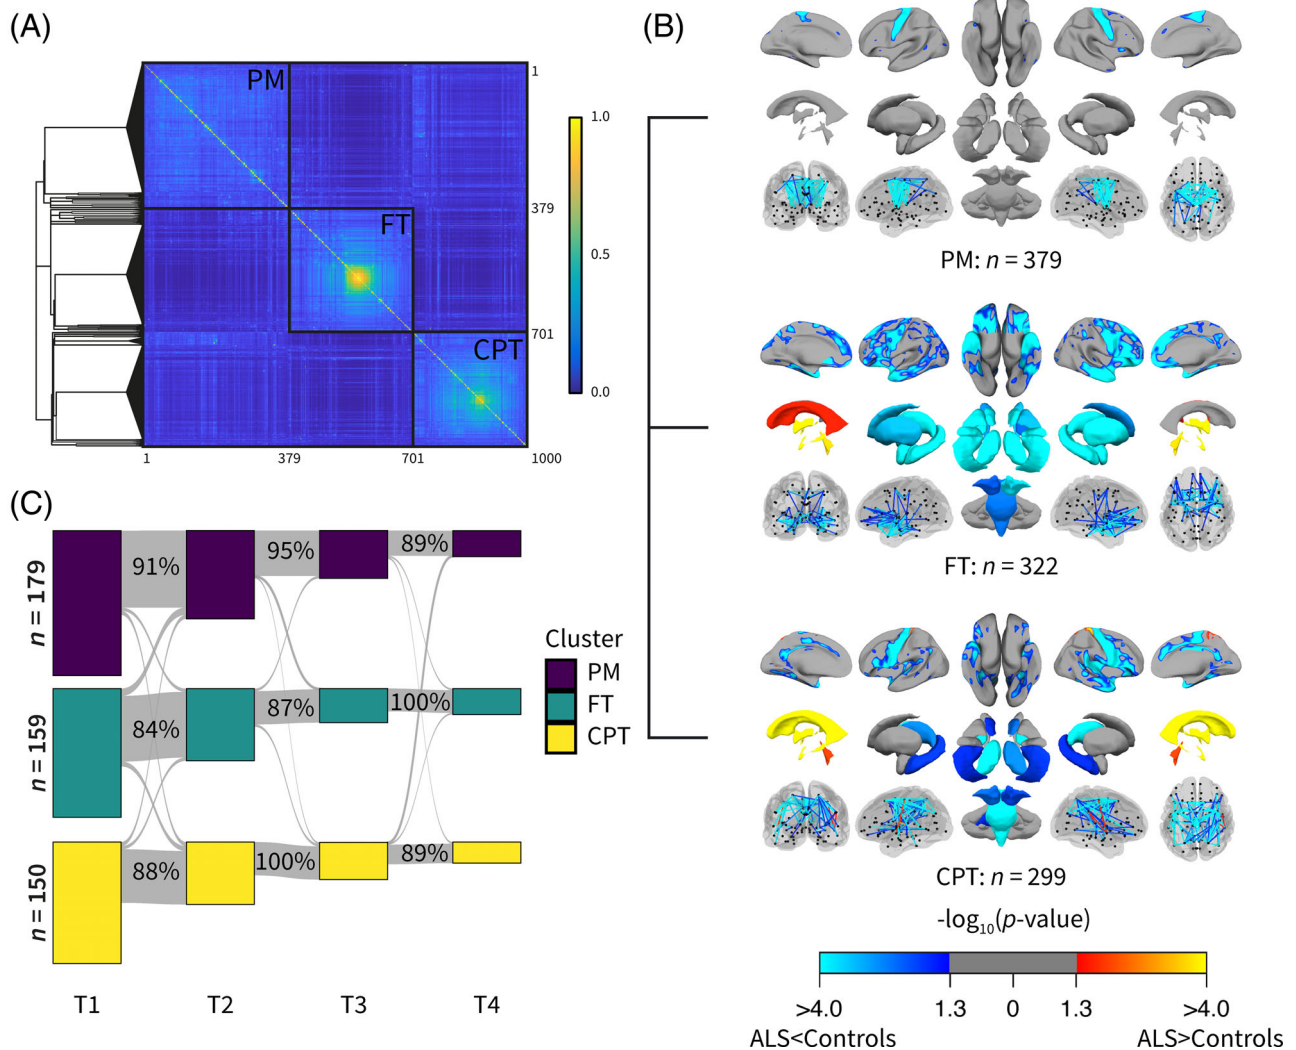 (A)
PM
FT
CPT
1
379
701
1 379 701 1000
1.0
0.5
0.0
(B)
PM: n = 379
FT: n = 322
CPT: n = 299
-log10(p-value)
>4.0 1.3 0 1.3 >4.0
ALS<Controls ALS>Controls
(C)
n = 179
n = 159
n = 150
91% 95% 89%
84% 87% 100%
88% 100% 89%
T1 T2 T3 T4
Cluster
PM
FT
CPT